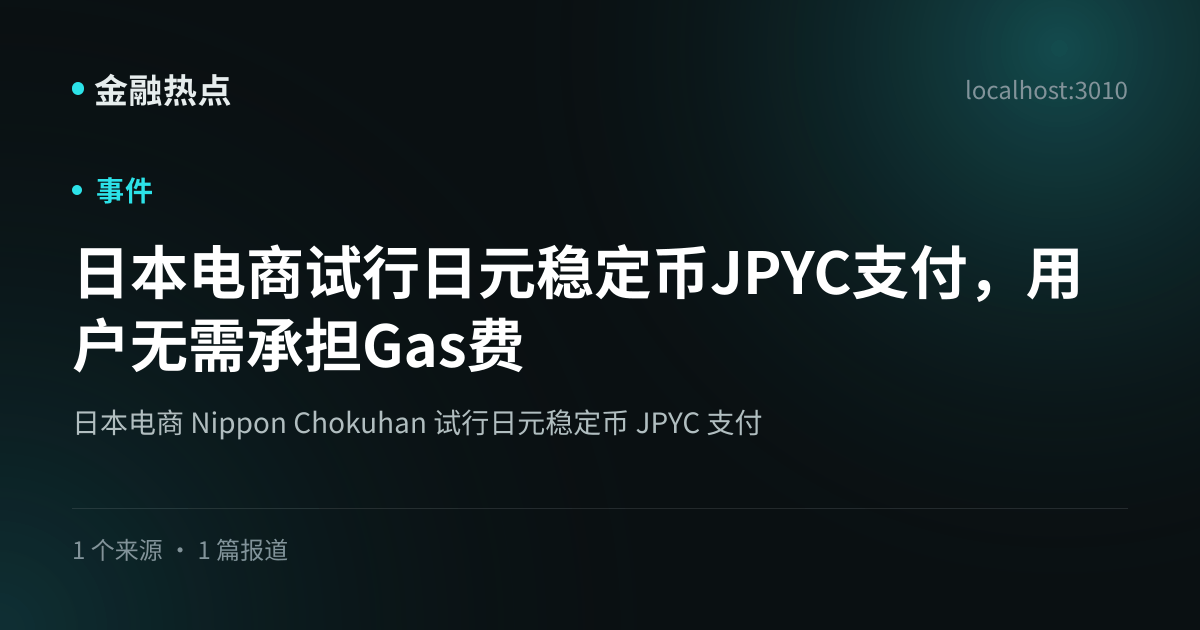 金融热点
localhost:3010
事件
日本电商试行日元稳定币JPYC支付，用
户无需承担Gas费
日本电商 Nippon Chokuhan 试行日元稳定币 JPYC 支付
1 个来源 · 1 篇报道